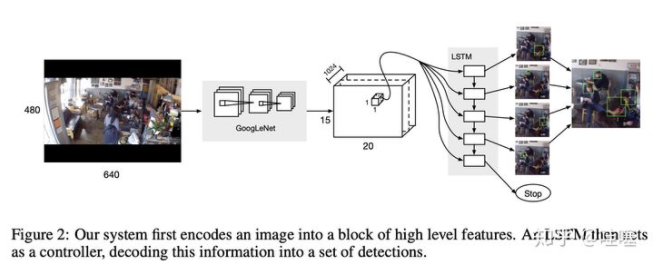 480
640
GoogLeNet
1024
1
1
15
20
LSTM
Stop
Figure 2: Our system first encodes an image into a block of high level features. An LSTM then acts
as a controller, decoding this information into a set of detections.
知乎